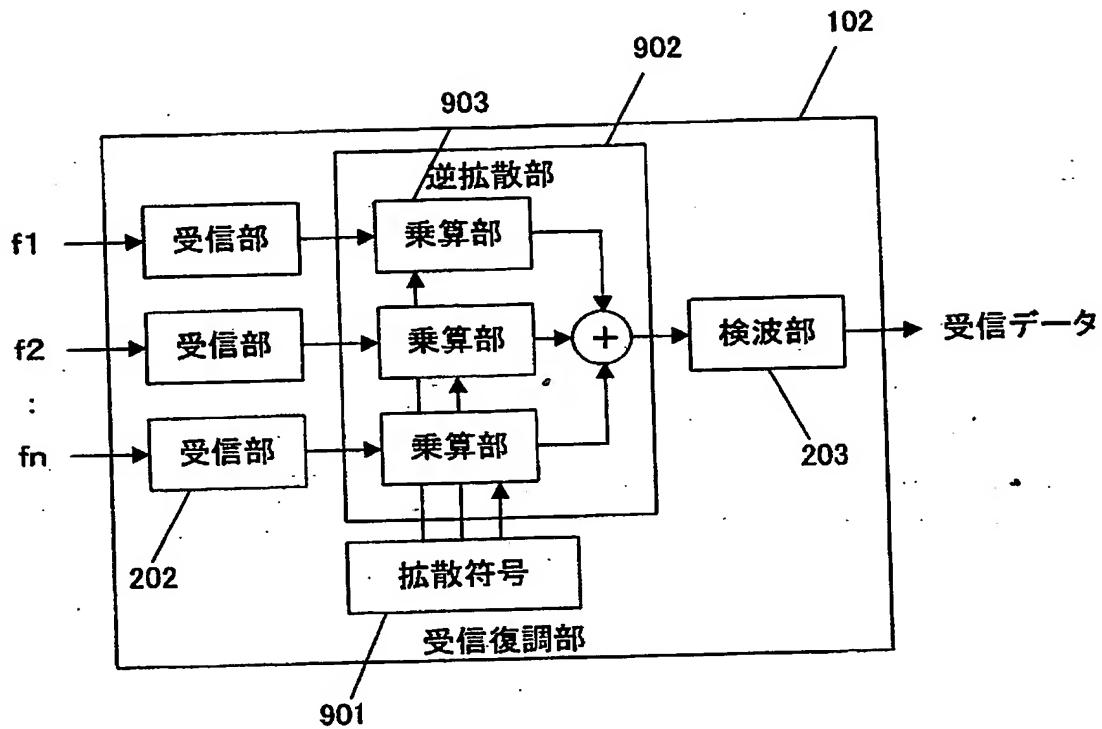 102
902
903
逆拡散部
f1
受信部
乗算部
f2
受信部
乗算部
+
検波部
受信データ
:
fn
受信部
乗算部
203
202
拡散符号
受信復調部
901